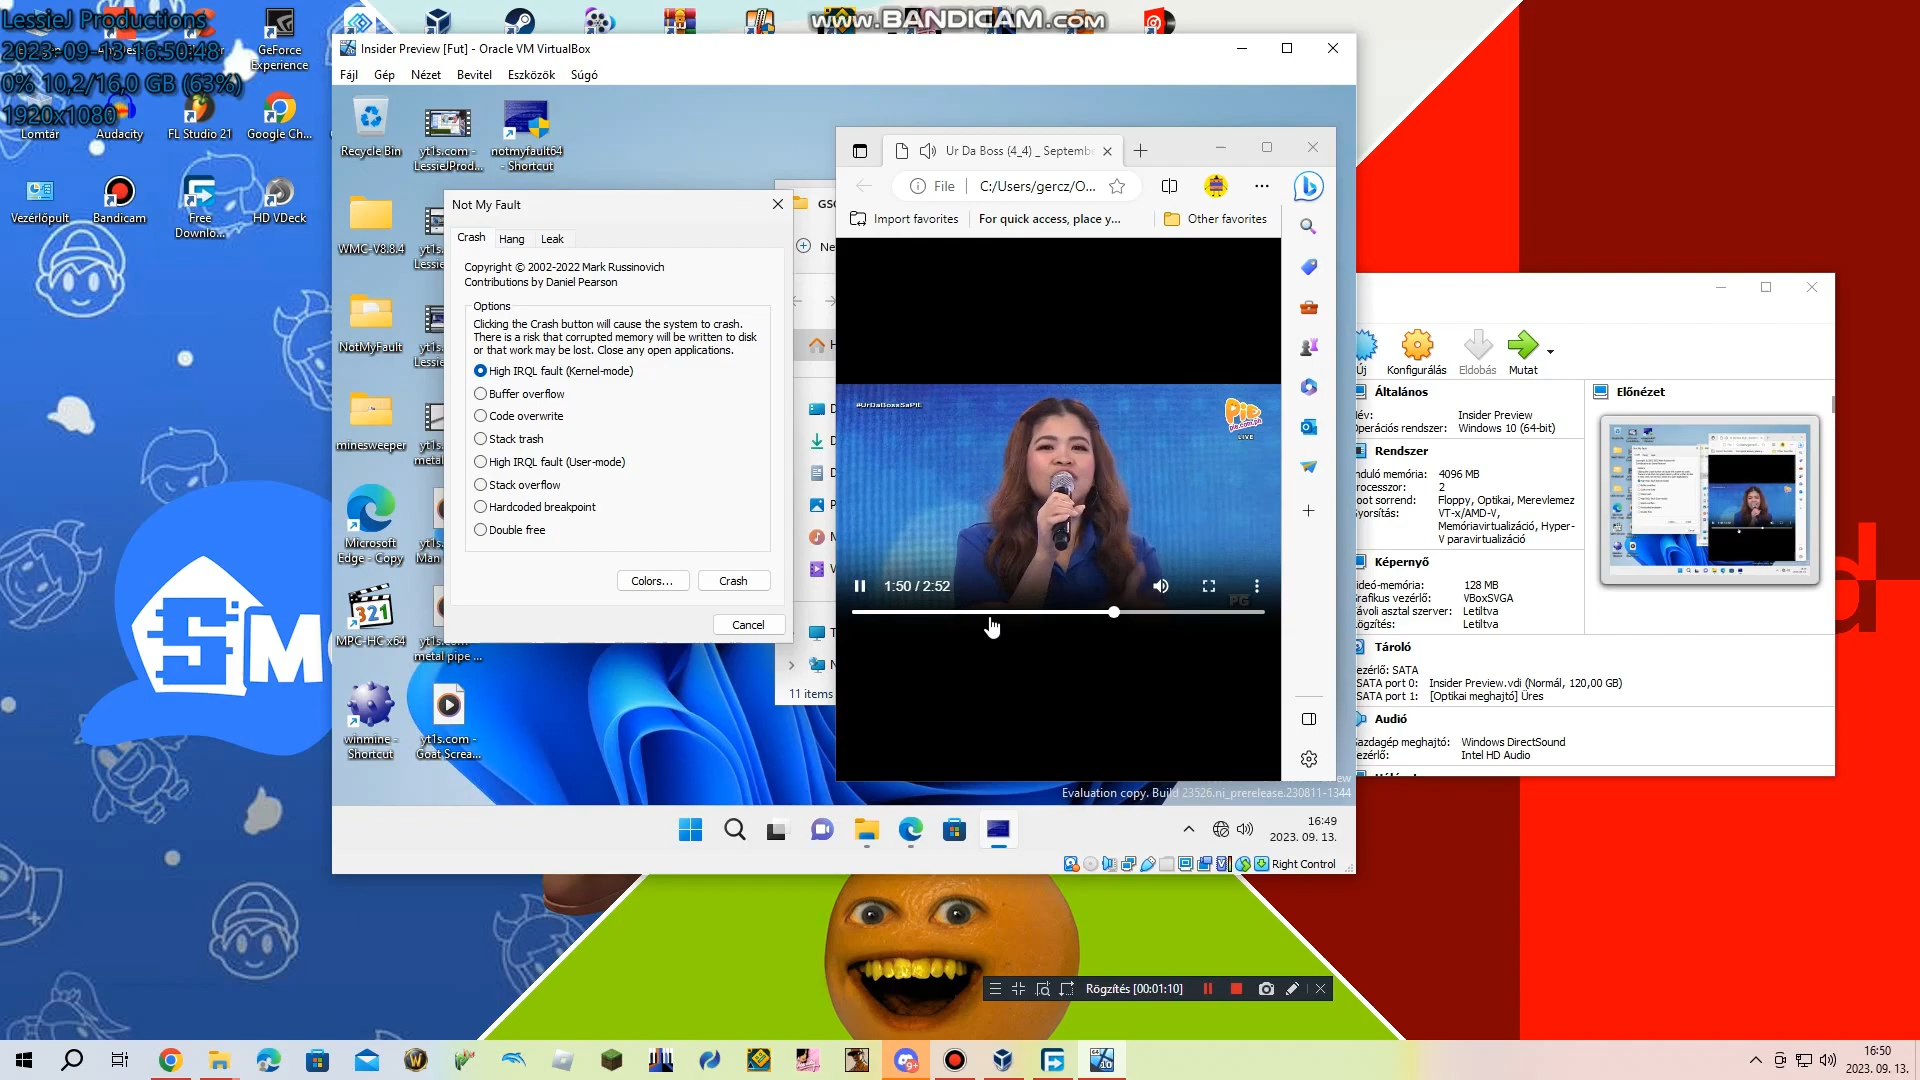 LessieJ Productions
2023-09-13-16:50:48
0% 10,2/16,0 GB (63%)
1920x1080
www.BANDICAM.com
GeForce
Experience
Lomtár
Audacity
FL Studio 21
Google Ch...
Vezérlőpult
Bandicam
Free
Downlo...
HD VDeck
SM
Insider Preview [Fut] - Oracle VM VirtualBox
Fájl
Gép
Nézet
Bevitel
Eszközök
Súgó
Recycle Bin
yt1s.com -
LessieJProd...
notmyfault64
- Shortcut
WMC-V8.8.4
NotMyFault
minesweeper
Microsoft
Edge - Copy
MPC-HC x64
metal pipe ...
winmine -
Shortcut
yt1s.com -
Goat Screa...
Not My Fault
Crash
Hang
Leak
Copyright © 2002-2022 Mark Russinovich
Contributions by Daniel Pearson
Options
Clicking the Crash button will cause the system to crash.
There is a risk that corrupted memory will be written to disk
or that work may be lost. Close any open applications.
High IRQL fault (Kernel-mode)
Buffer overflow
Code overwrite
Stack trash
High IRQL fault (User-mode)
Stack overflow
Hardcoded breakpoint
Double free
Colors...
Crash
Cancel
11 items
Ur Da Boss (4_4) _ Septembe
File
C:/Users/gercz/O...
Import favorites
For quick access, place y...
Other favorites
#UrDaBossSaPIE
Pie
pie.com.ph
LIVE
1:50 / 2:52
PG
Evaluation copy. Build 23526.ni_prerelease.230811-1344
16:49
2023. 09. 13.
Right Control
Új
Konfigurálás
Eldobás
Mutat
Általános
Név:
Insider Preview
Operációs rendszer:
Windows 10 (64-bit)
Rendszer
4096 MB
2
Floppy, Optikai, Merevlemez
VT-x/AMD-V,
Memóriavirtualizáció, Hyper-
V paravirtualizáció
Képernyő
128 MB
VBoxSVGA
Letiltva
Letiltva
Tároló
SATA
SATA port 0:
Insider Preview.vdi (Normál, 120,00 GB)
SATA port 1:
[Optikai meghajtó] Üres
Audió
Windows DirectSound
Intel HD Audio
Előnézet
Rögzítés [00:01:10]
16:50
2023. 09. 13.